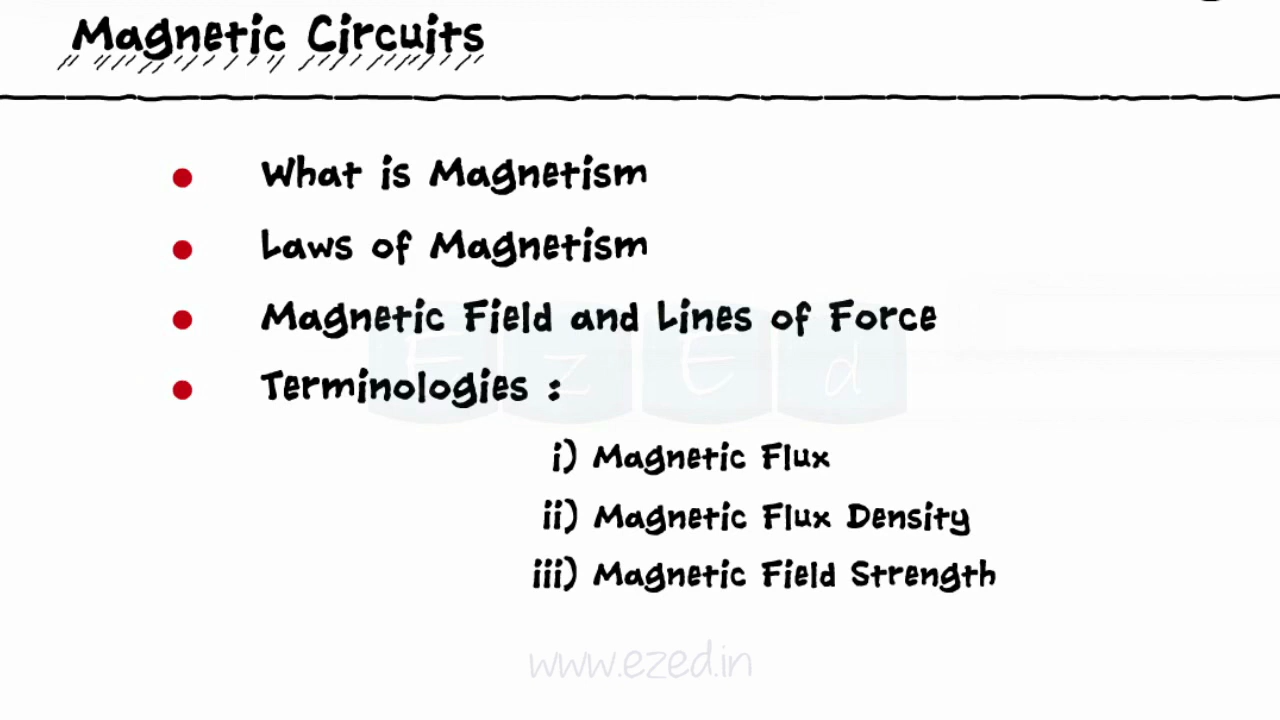 Magnetic Circuits
What is Magnetism
Laws of Magnetism
Magnetic Field and Lines of Force
Terminologies :
i) Magnetic Flux
ii) Magnetic Flux Density
iii) Magnetic Field Strength
EzEd
www.ezed.in